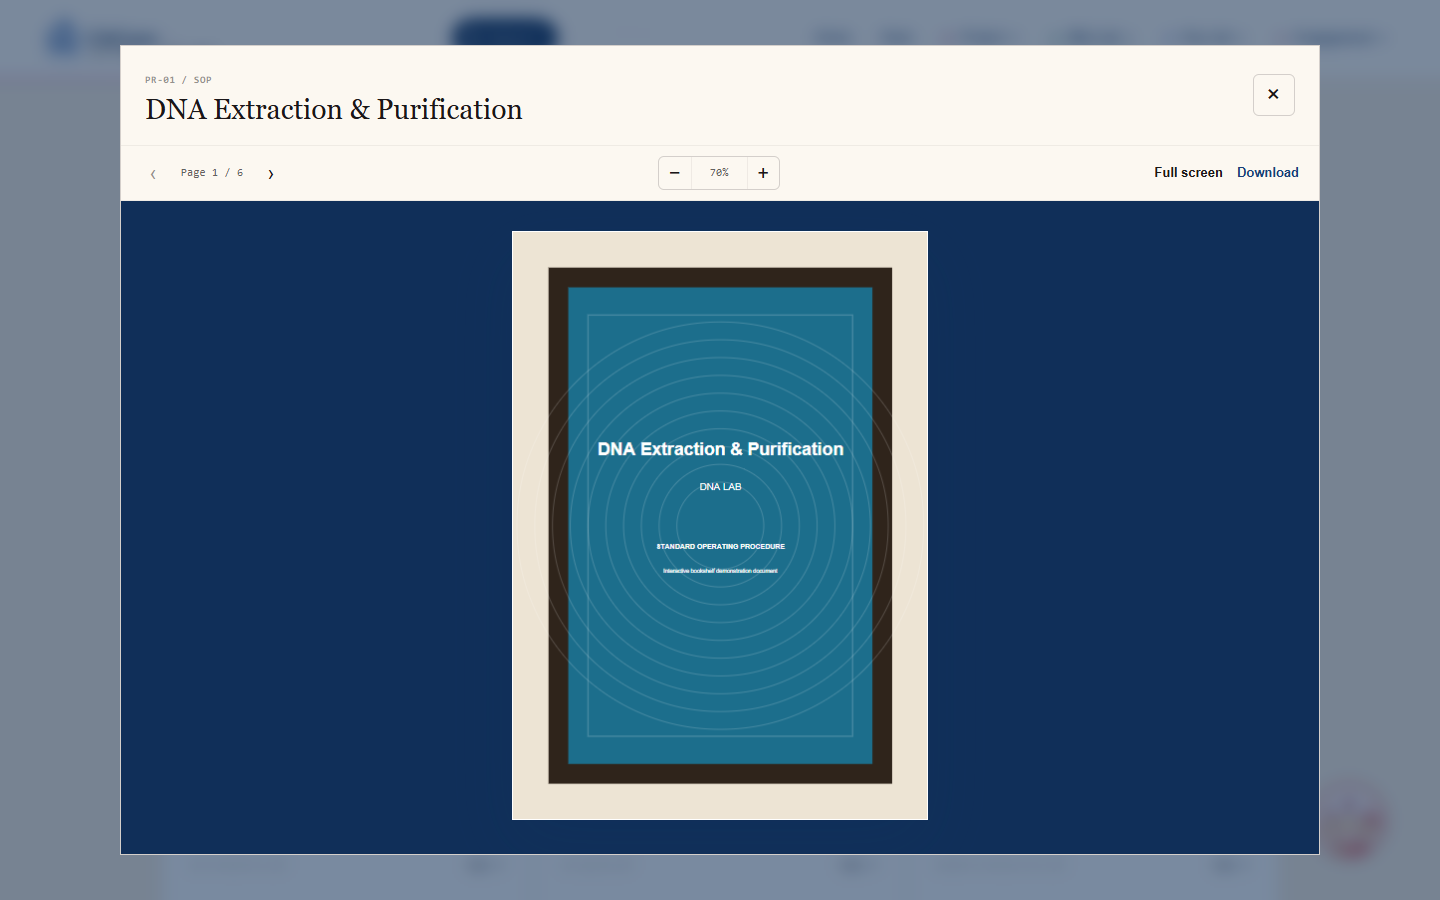 PR-01 / SOP
DNA Extraction & Purification
×
‹ Page 1 / 6 ›
− 70% +
Full screen Download
DNA Extraction & Purification
DNA LAB
STANDARD OPERATING PROCEDURE
Interactive bookshelf demonstration document